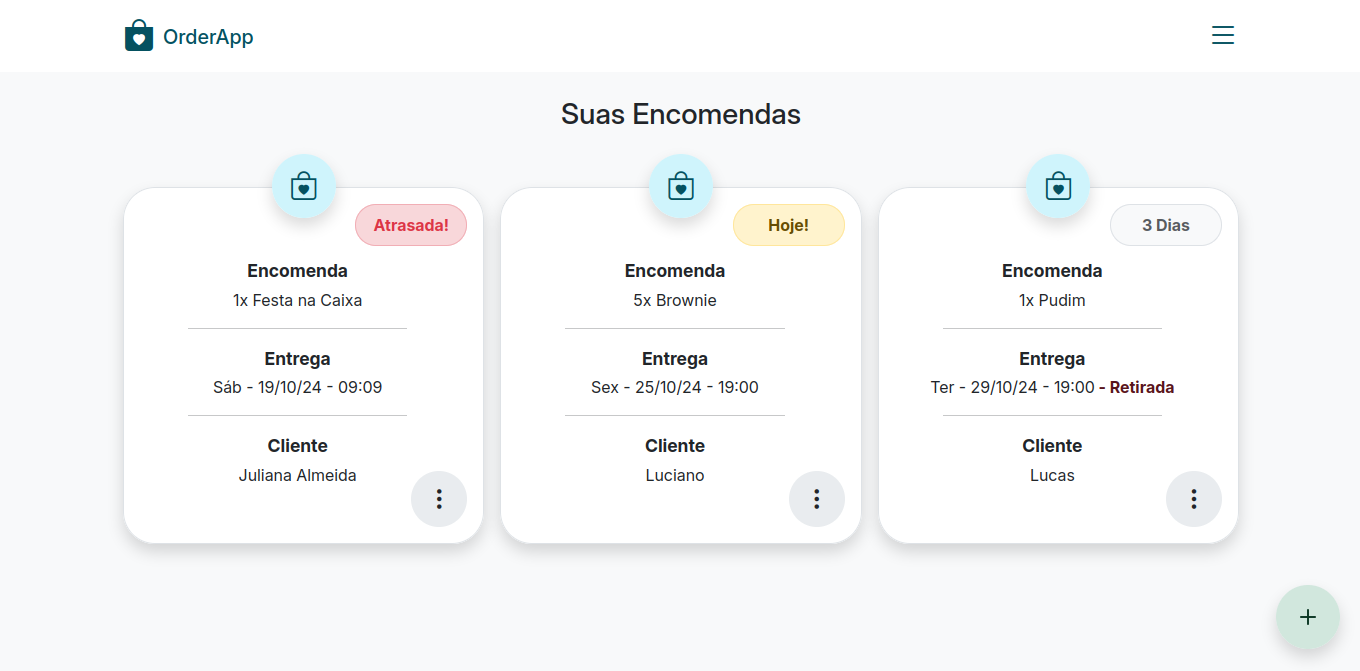 OrderApp
Suas Encomendas
Atrasada!
Encomenda
1x Festa na Caixa
Entrega
Sáb - 19/10/24 - 09:09
Cliente
Juliana Almeida
Hoje!
Encomenda
5x Brownie
Entrega
Sex - 25/10/24 - 19:00
Cliente
Luciano
3 Dias
Encomenda
1x Pudim
Entrega
Ter - 29/10/24 - 19:00 - Retirada
Cliente
Lucas